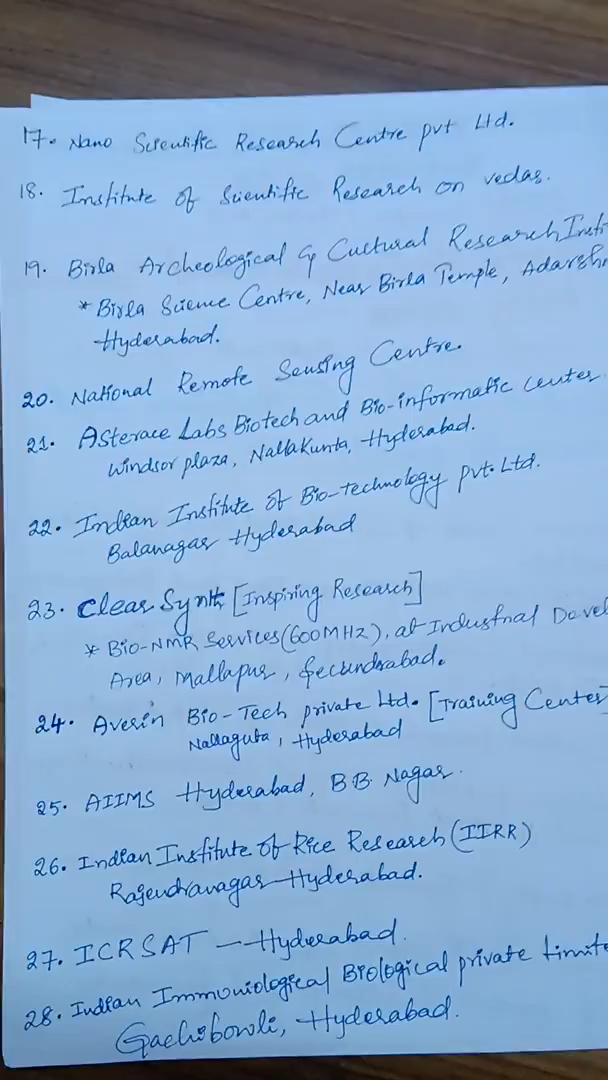 17. Nano Scientific Research Centre pvt Ltd.
18. Institute of Scientific Research on vedas.
19. Birla Archeological & Cultural Research Insti
* Birla Science Centre, Near Birla Temple, Adarsh
Hyderabad.
20. National Remote Sensing Centre.
21. Asterace Labs Biotech and Bio-informatic center
Windsor plaza, Nallakunta, Hyderabad.
22. Indian Institute of Bio-technology pvt. Ltd.
Balanagar Hyderabad
23. Clear Synth [Inspiring Research]
* Bio-NMR Services (600MHz), at Industrial Devel
Area, Mallapur, Secunderabad.
24. Averin Bio-Tech private Ltd. [Training Center]
Nallagutta, Hyderabad
25. AIIMS Hyderabad, B.B. Nagar.
26. Indian Institute of Rice Research (IIRR)
Rajendranagar Hyderabad.
27. ICRSAT — Hyderabad.
28. Indian Immuniological Biological private Limite
Gachibowli, Hyderabad.